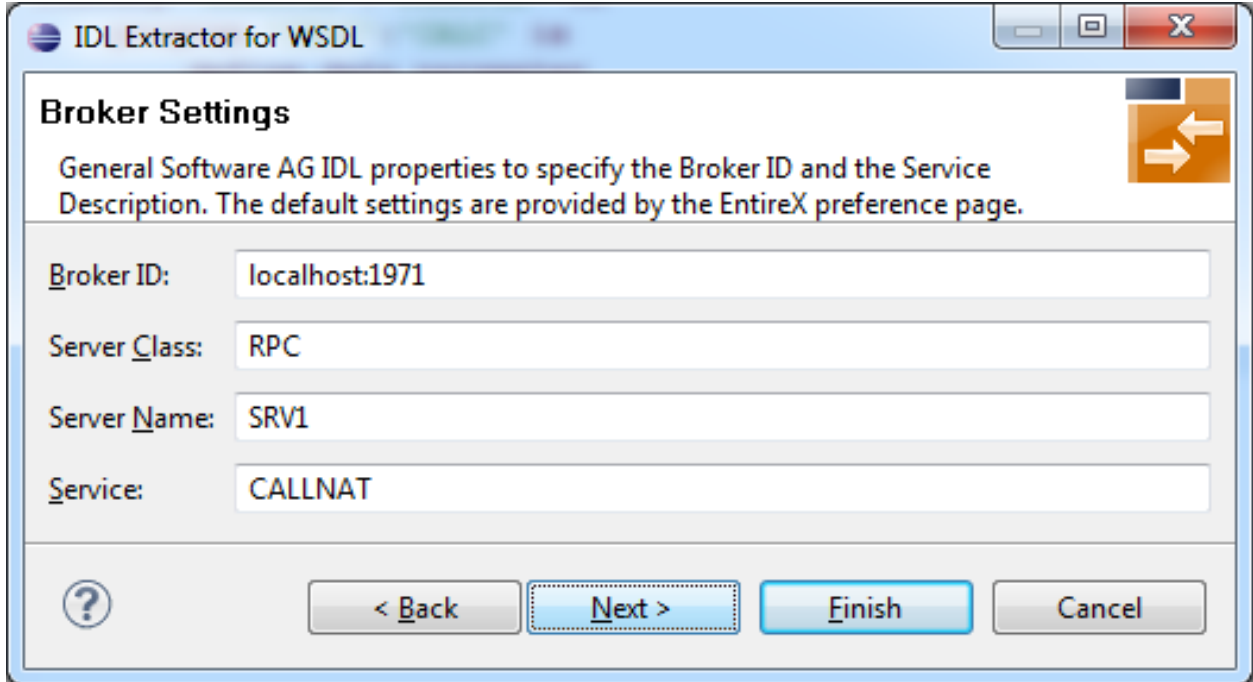 IDL Extractor for WSDL
Broker Settings
General Software AG IDL properties to specify the Broker ID and the Service
Description. The default settings are provided by the EntireX preference page.
Broker ID: localhost:1971
Server Class: RPC
Server Name: SRV1
Service: CALLNAT
< Back Next > Finish Cancel